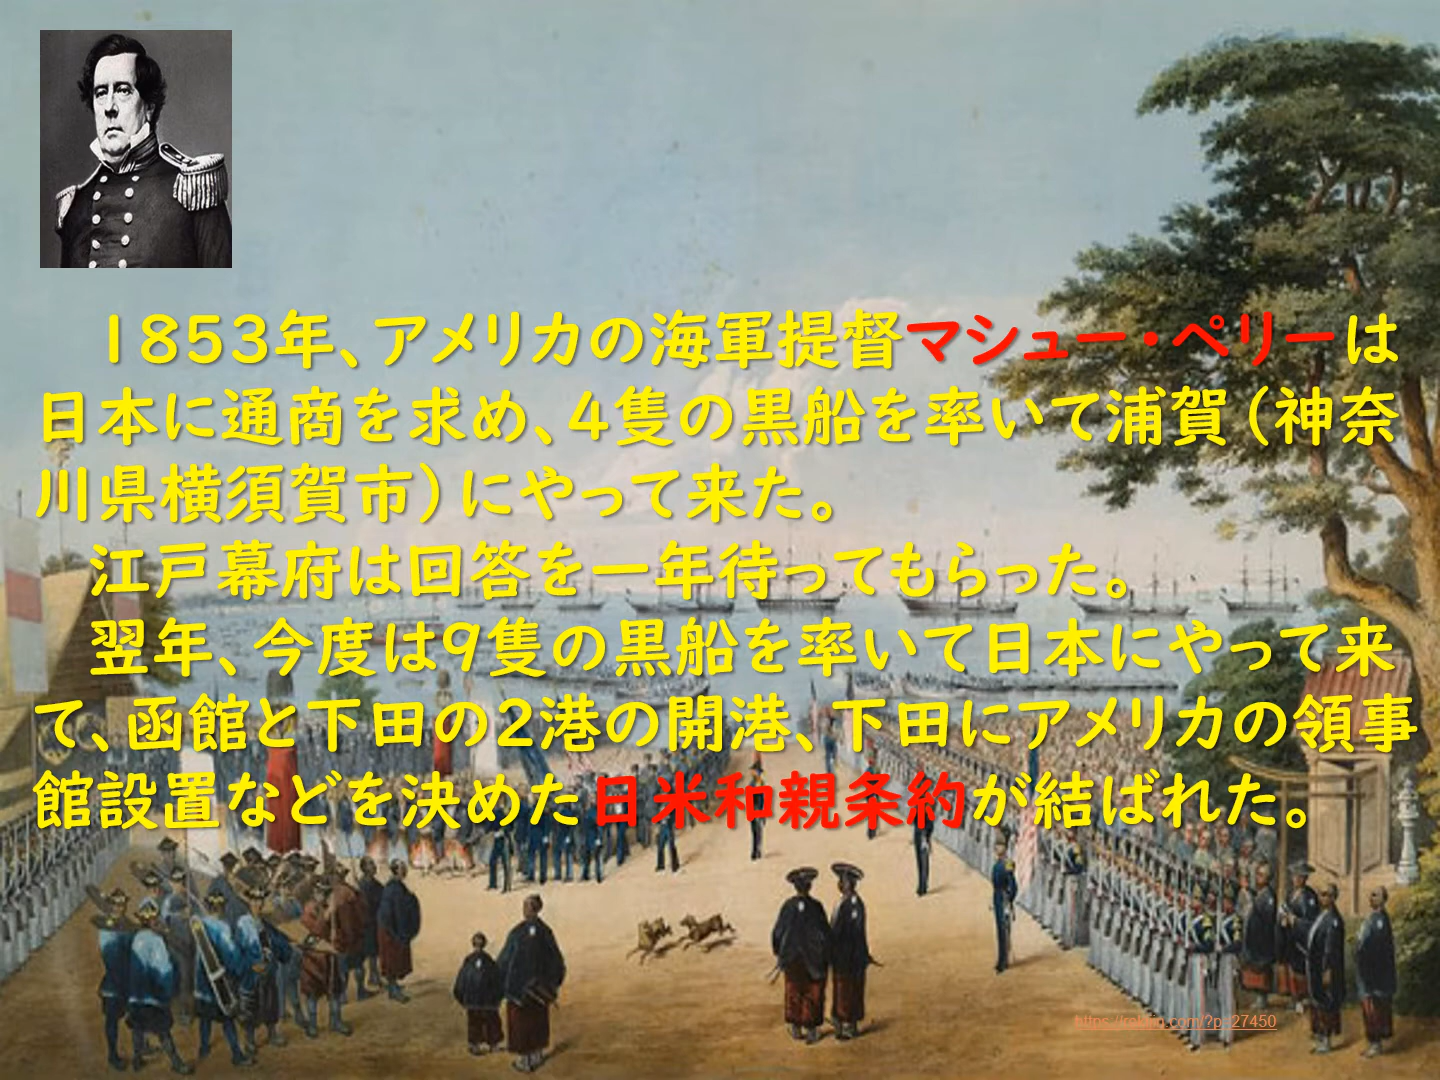 １８５３年、アメリカの海軍提督マシュー・ペリーは
日本に通商を求め、４隻の黒船を率いて浦賀（神奈
川県横須賀市）にやって来た。
江戸幕府は回答を一年待ってもらった。
翌年、今度は９隻の黒船を率いて日本にやって来
て、函館と下田の２港の開港、下田にアメリカの領事
館設置などを決めた日米和親条約が結ばれた。